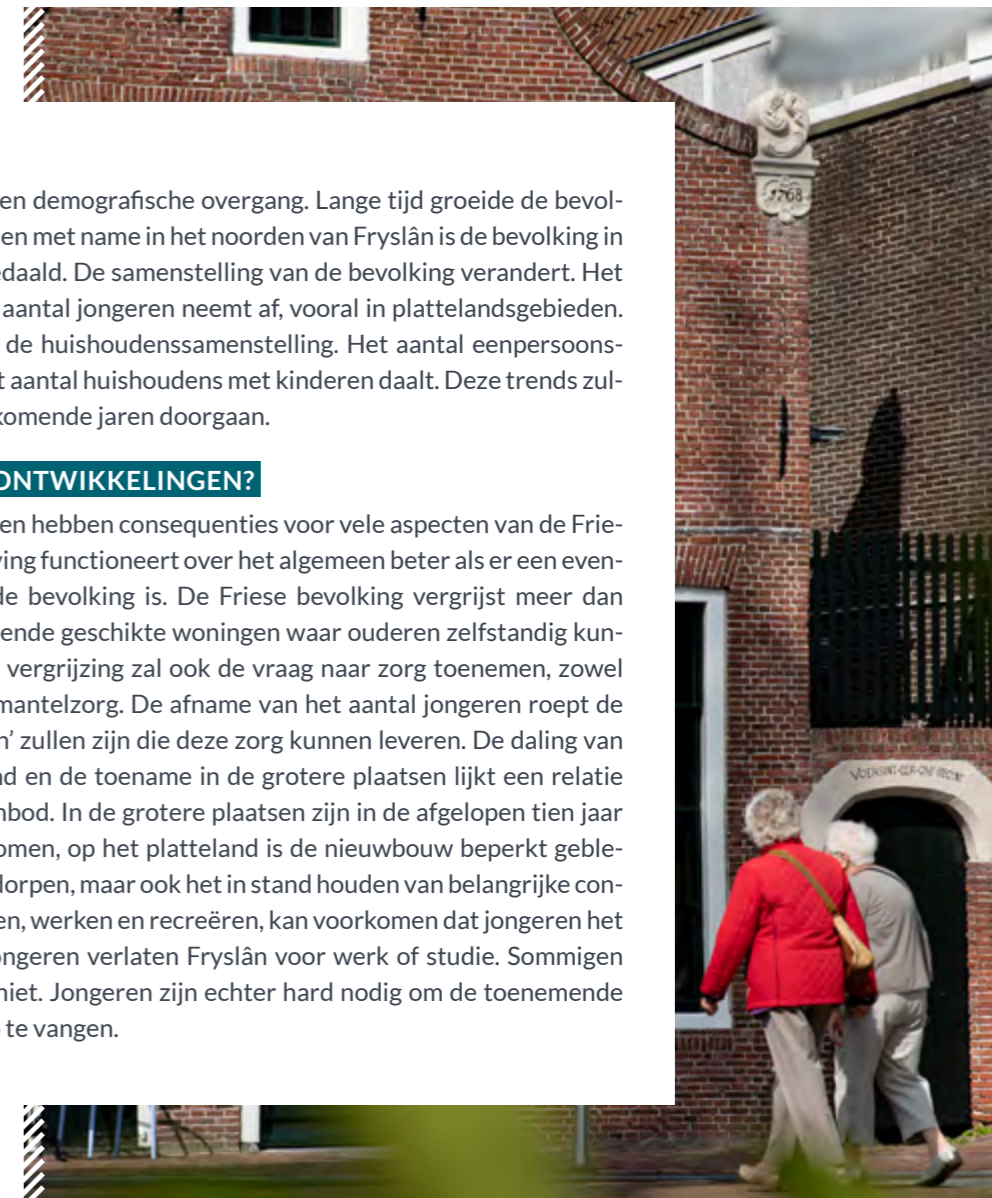 en demografische overgang. Lange tijd groeide de bevol-
en met name in het noorden van Fryslân is de bevolking in
edaald. De samenstelling van de bevolking verandert. Het
aantal jongeren neemt af, vooral in plattelandsgebieden.
de huishoudenssamenstelling. Het aantal eenpersoons-
t aantal huishoudens met kinderen daalt. Deze trends zul-
komende jaren doorgaan.
ONTWIKKELINGEN?
en hebben consequenties voor vele aspecten van de Frie-
ving functioneert over het algemeen beter als er een even-
de bevolking is. De Friese bevolking vergrijst meer dan
ende geschikte woningen waar ouderen zelfstandig kun-
vergrijzing zal ook de vraag naar zorg toenemen, zowel
mantelzorg. De afname van het aantal jongeren roept de
n’ zullen zijn die deze zorg kunnen leveren. De daling van
nd en de toename in de grotere plaatsen lijkt een relatie
nbod. In de grotere plaatsen zijn in de afgelopen tien jaar
omen, op het platteland is de nieuwbouw beperkt geble-
dorpen, maar ook het in stand houden van belangrijke con-
en, werken en recreëren, kan voorkomen dat jongeren het
ongeren verlaten Fryslân voor werk of studie. Sommigen
niet. Jongeren zijn echter hard nodig om de toenemende
te vangen.
1768